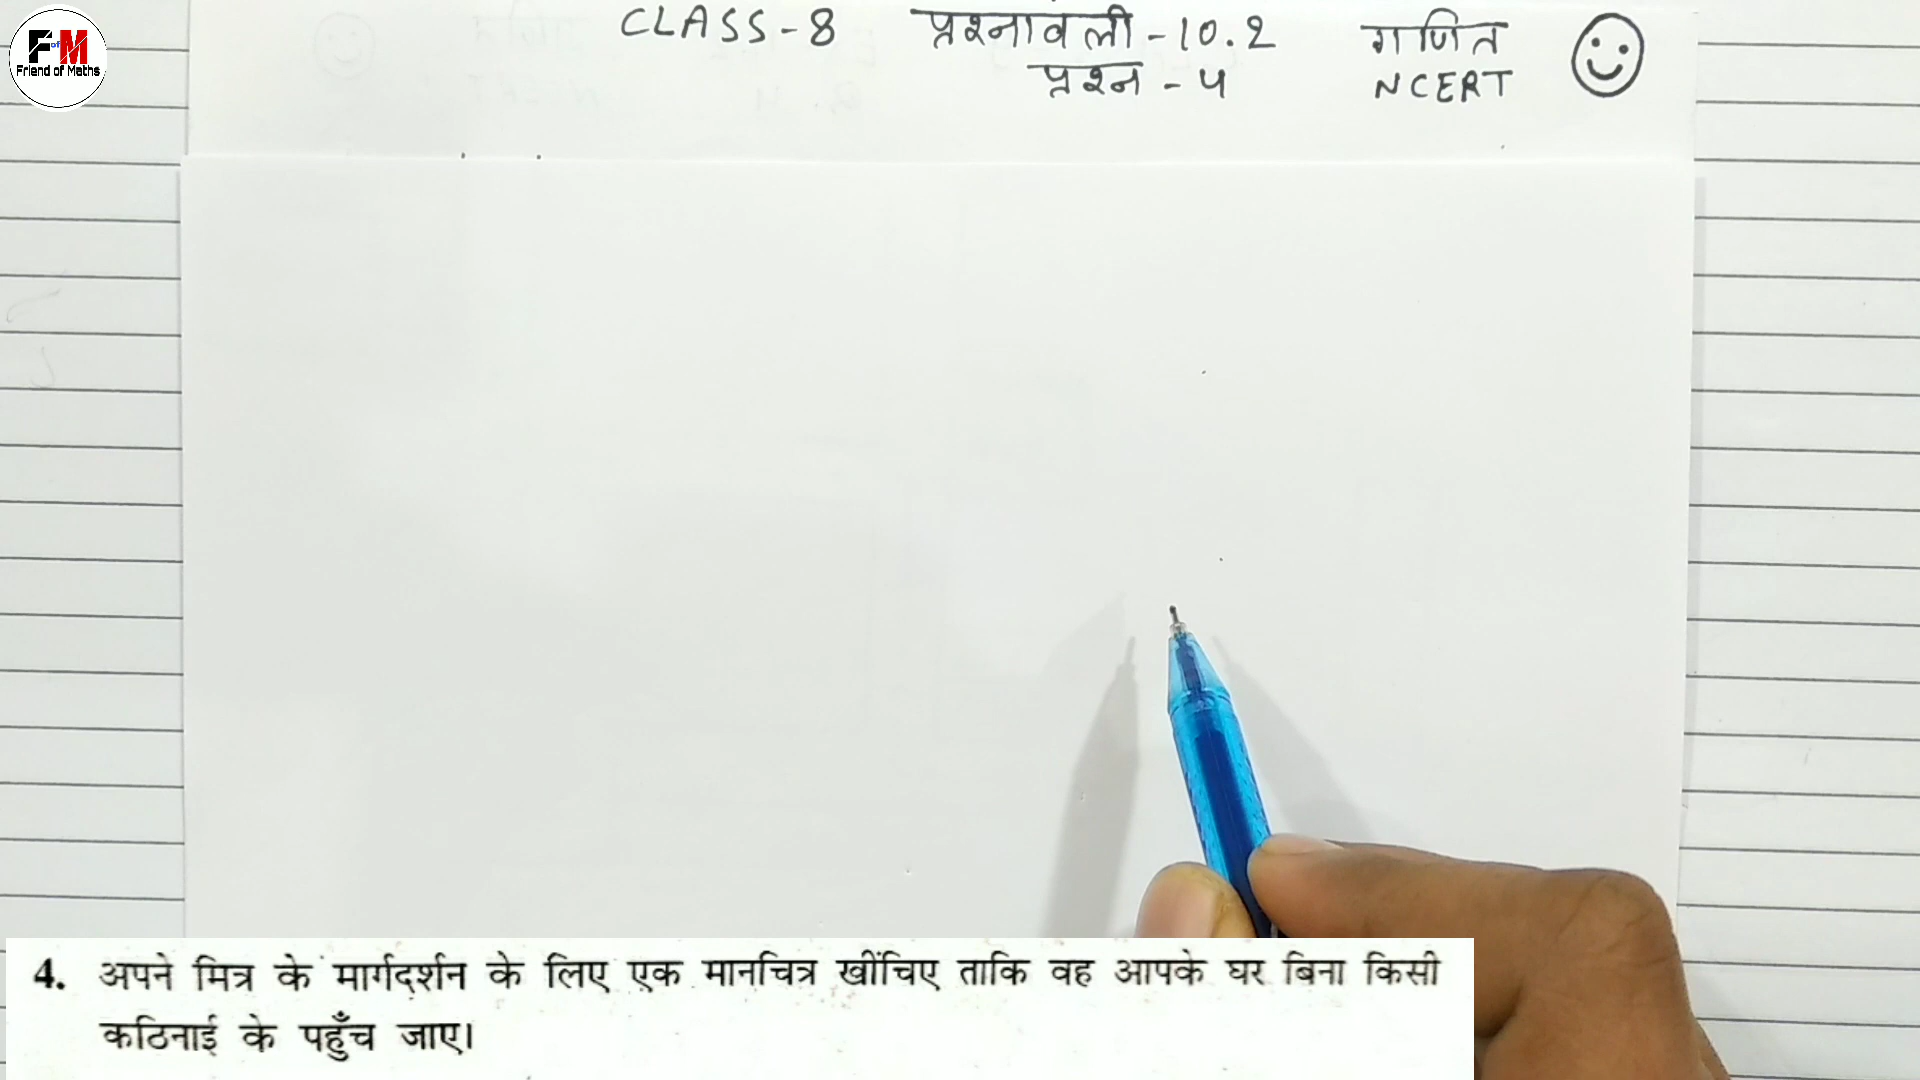 FofM
Friend of Maths
CLASS-8 प्रश्नावली-10.2 गणित
प्रश्न-4 NCERT
4. अपने मित्र के मार्गदर्शन के लिए एक मानचित्र खींचिए ताकि वह आपके घर बिना किसी
कठिनाई के पहुँच जाए।